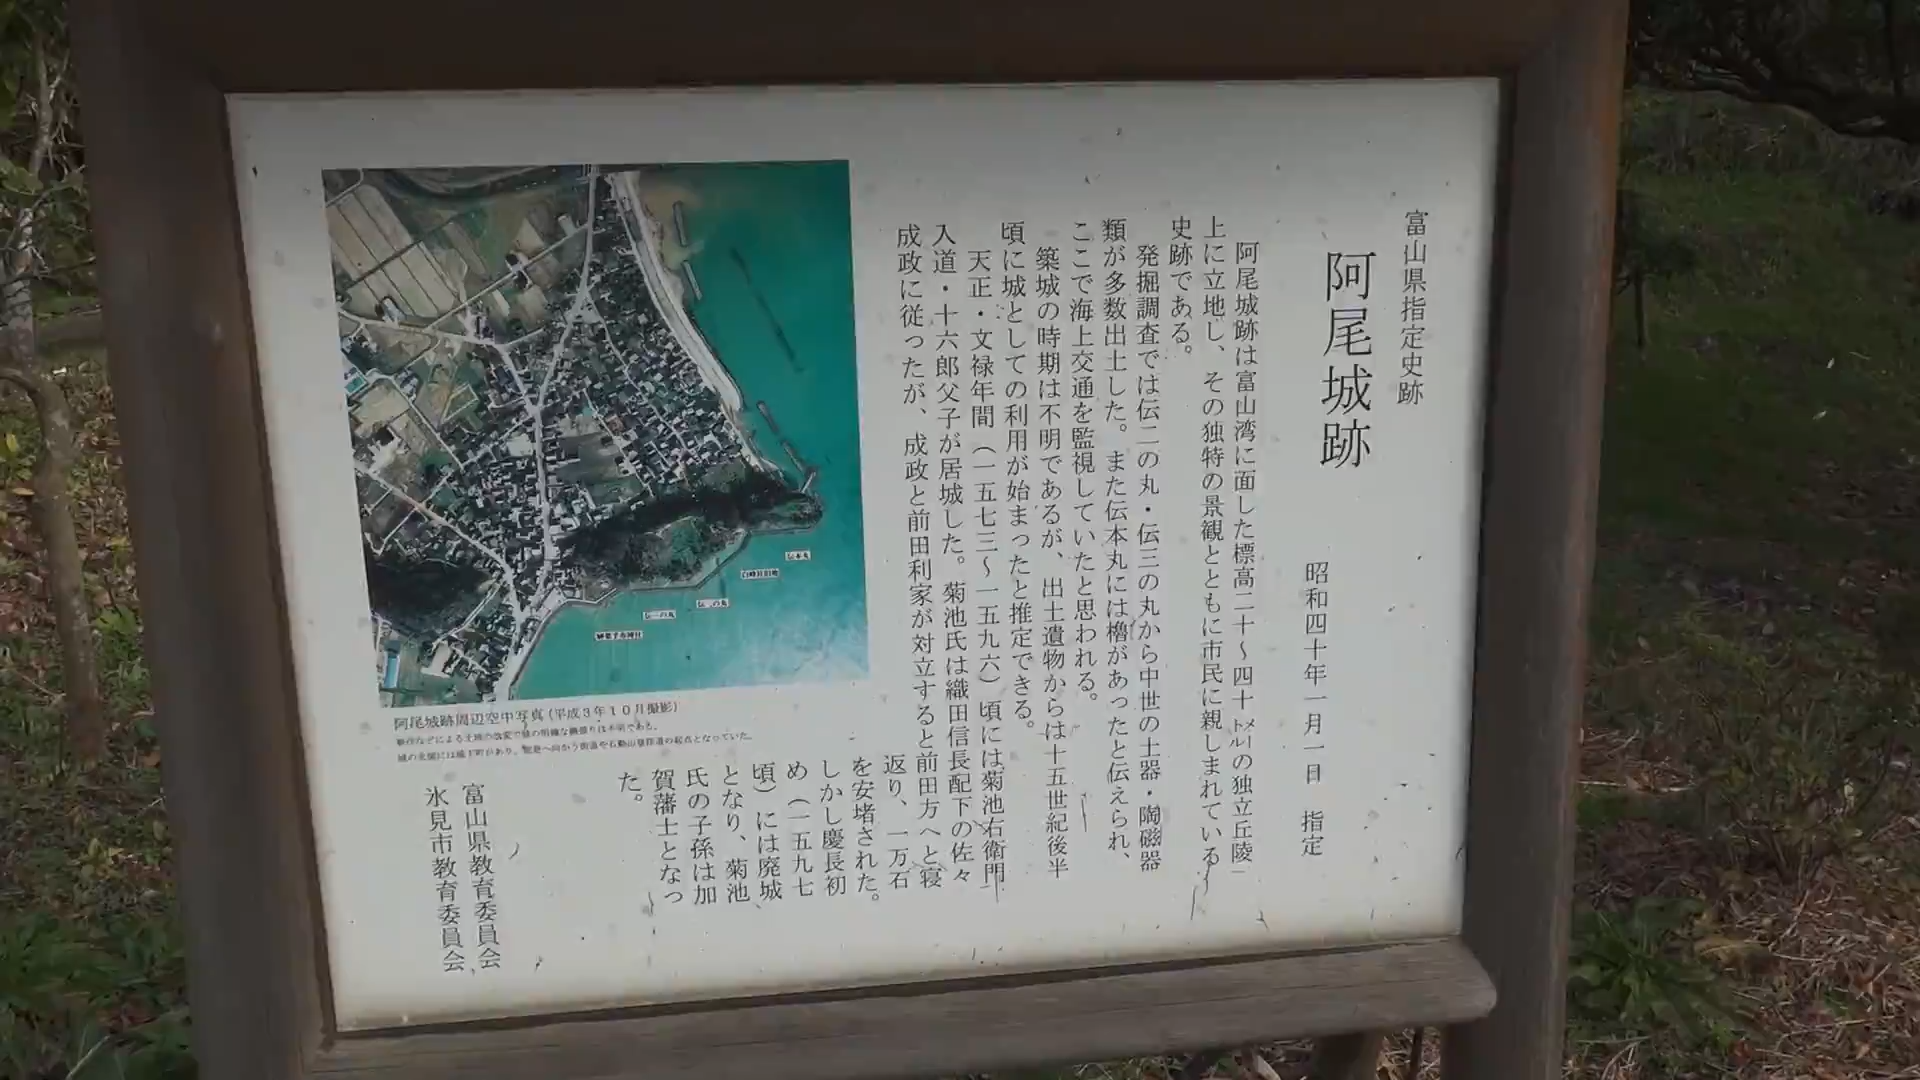 富山県指定史跡
阿尾城跡
昭和四十年一月一日　指定
阿尾城跡は富山湾に面した標高二十～四十メートルの独立丘陵
上に立地し、その独特の景観とともに市民に親しまれている
史跡である。
発掘調査では伝二の丸・伝三の丸から中世の土器・陶磁器
類が多数出土した。また伝本丸には櫓があったと伝えられ、
ここで海上交通を監視していたと思われる。
築城の時期は不明であるが、出土遺物からは十五世紀後半
頃に城としての利用が始まったと推定できる。
天正・文禄年間（一五七三～一五九六）頃には菊池右衛門
入道・十六郎父子が居城した。菊池氏は織田信長配下の佐々
成政に従ったが、成政と前田利家が対立すると前田方へと寝
返り、一万石
を安堵された。
しかし慶長初
め（一五九七
頃）には廃城
となり、菊池
氏の子孫は加
賀藩士となっ
た。
富山県教育委員会
氷見市教育委員会
伝本丸
白峰社旧地
伝二の丸
阿尾城跡周辺空中写真（平成３年１０月撮影）